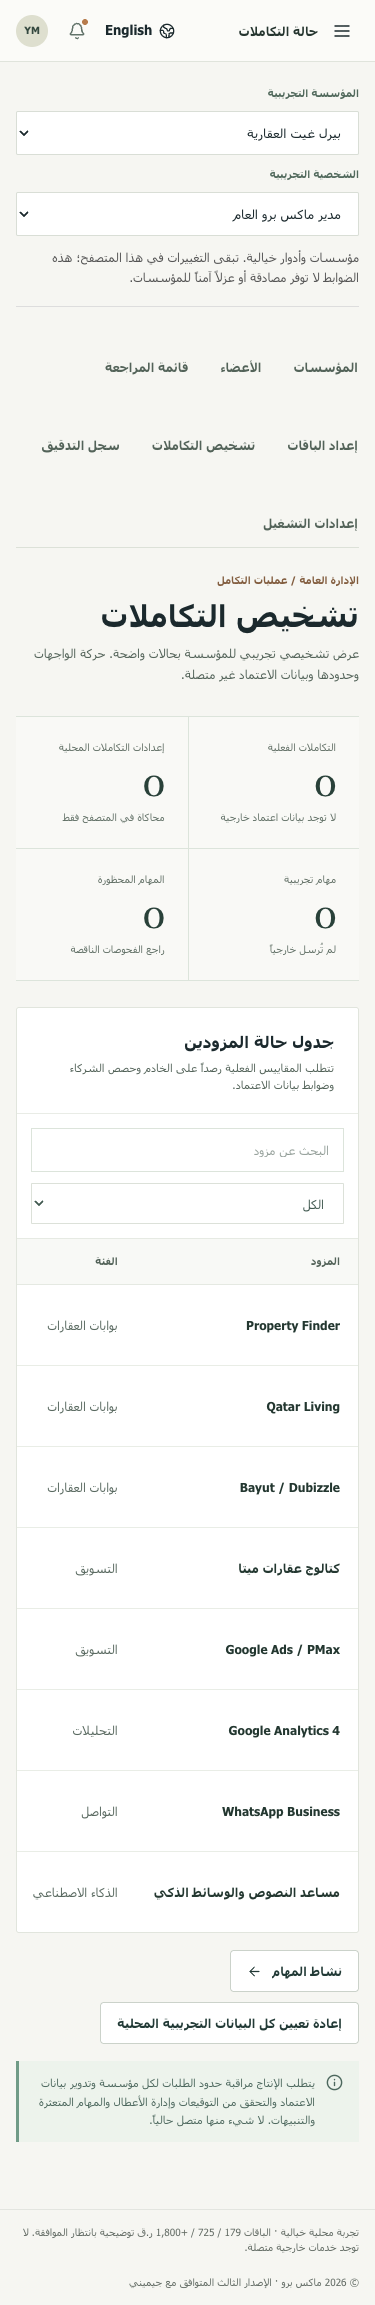 حالة التكاملات
English
YM
المؤسسة التجريبية
بيرل غيت العقارية
الشخصية التجريبية
مدير ماكس برو العام
مؤسسات وأدوار خيالية. تبقى التغييرات في هذا المتصفح؛ هذه
الضوابط لا توفر مصادقة أو عزلاً آمناً للمؤسسات.
المؤسسات
الأعضاء
قائمة المراجعة
إعداد الباقات
تشخيص التكاملات
سجل التدقيق
إعدادات التشغيل
الإدارة العامة / عمليات التكامل
تشخيص التكاملات
عرض تشخيصي تجريبي للمؤسسة بحالات واضحة. حركة الواجهات
وحدودها وبيانات الاعتماد غير متصلة.
التكاملات الفعلية
0
لا توجد بيانات اعتماد خارجية
إعدادات التكاملات المحلية
0
محاكاة في المتصفح فقط
مهام تجريبية
0
لم تُرسل خارجياً
المهام المحظورة
0
راجع الفحوصات الناقصة
جدول حالة المزودين
تتطلب المقاييس الفعلية رصداً على الخادم وحصص الشركاء
وضوابط بيانات الاعتماد.
البحث عن مزود
الكل
المزود
الفئة
Property Finder
بوابات العقارات
Qatar Living
بوابات العقارات
Bayut / Dubizzle
بوابات العقارات
كتالوج عقارات ميتا
التسويق
Google Ads / PMax
التسويق
Google Analytics 4
التحليلات
WhatsApp Business
التواصل
مساعد النصوص والوسائط الذكي
الذكاء الاصطناعي
نشاط المهام
إعادة تعيين كل البيانات التجريبية المحلية
يتطلب الإنتاج مراقبة حدود الطلبات لكل مؤسسة وتدوير بيانات
الاعتماد والتحقق من التوقيعات وإدارة الأعطال والمهام المتعثرة
والتنبيهات. لا شيء منها متصل حالياً.
تجربة محلية خيالية · الباقات 179 / 725 / +1,800 ر.ق توضيحية بانتظار الموافقة. لا
توجد خدمات خارجية متصلة.
© 2026 ماكس برو · الإصدار الثالث المتوافق مع جيميني